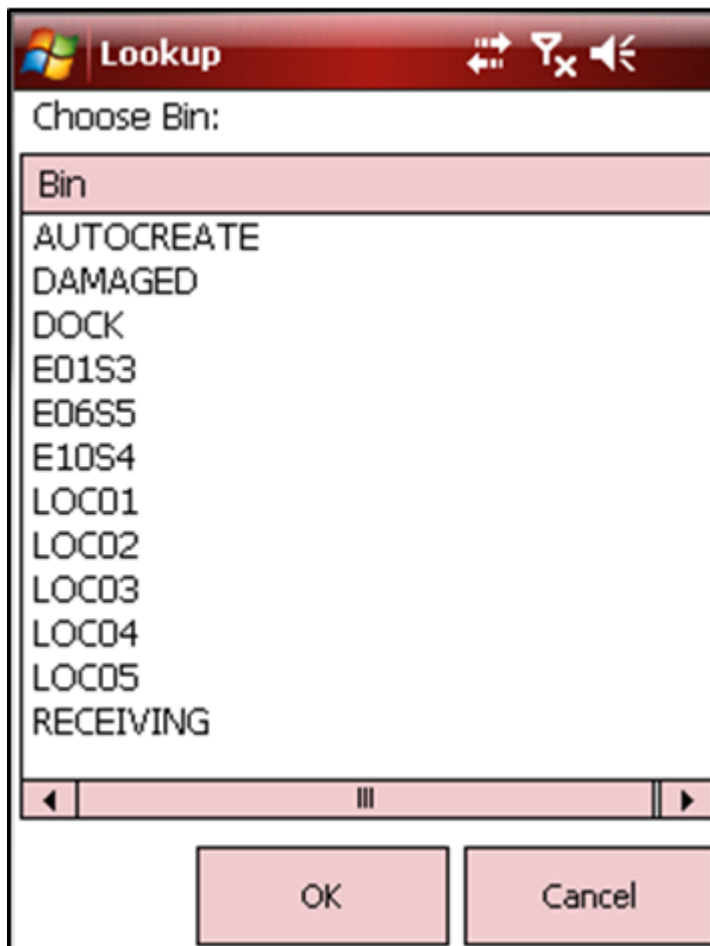 Lookup
Choose Bin:
Bin
AUTOCREATE
DAMAGED
DOCK
E01S3
E06S5
E10S4
LOC01
LOC02
LOC03
LOC04
LOC05
RECEIVING
OK Cancel